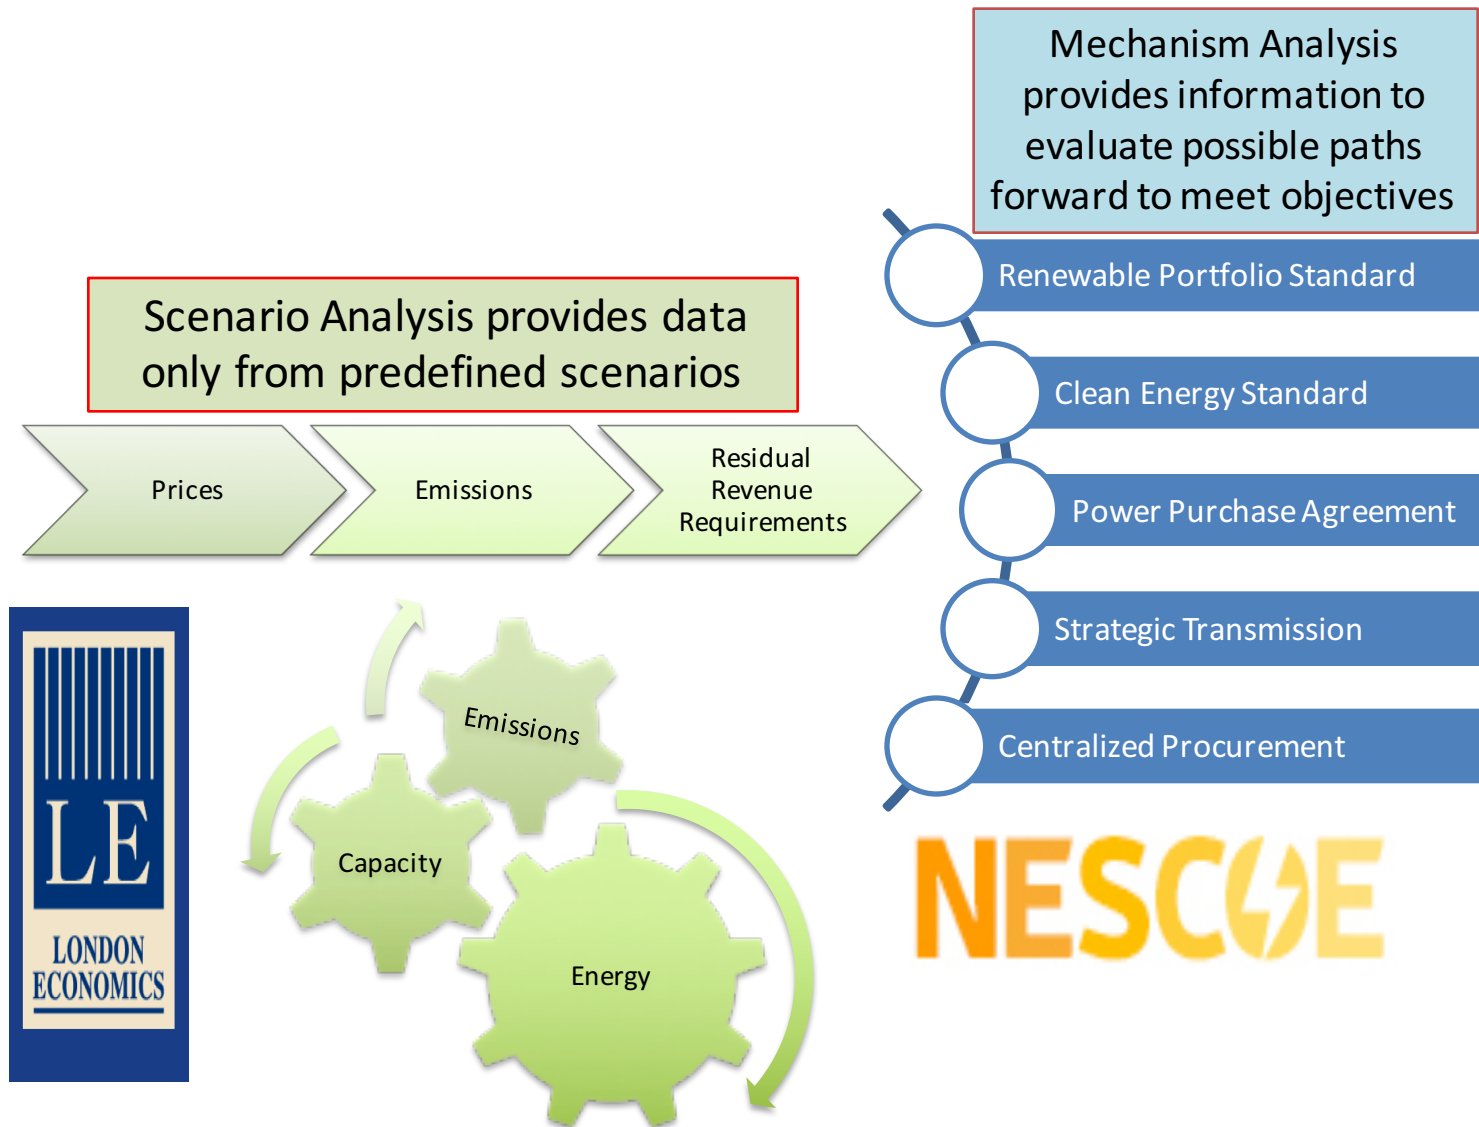 Mechanism Analysis
provides information to
evaluate possible paths
forward to meet objectives
Renewable Portfolio Standard
Clean Energy Standard
Power Purchase Agreement
Strategic Transmission
Centralized Procurement
Scenario Analysis provides data
only from predefined scenarios
Prices
Emissions
Residual
Revenue
Requirements
LE
LONDON
ECONOMICS
Emissions
Capacity
Energy
NESCOE